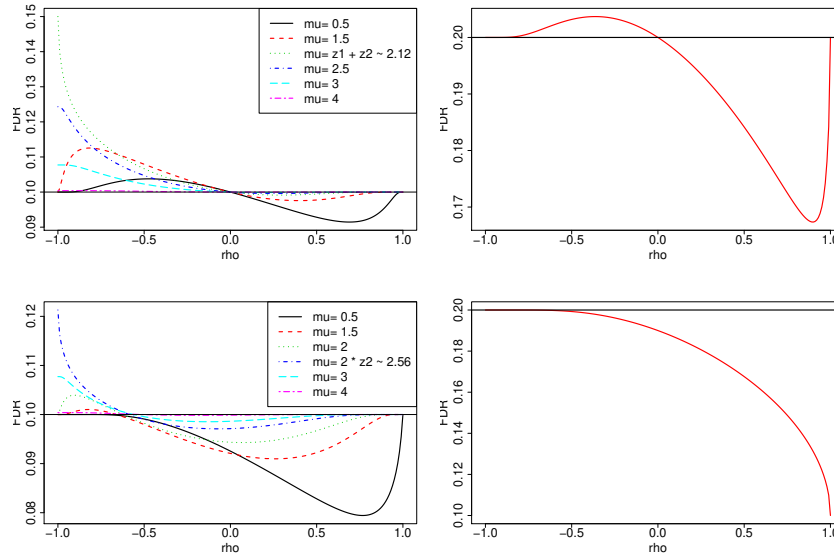 0.15
0.14
0.13
0.12
0.11
0.10
0.09
FDR
mu= 0.5
mu= 1.5
mu= z1 + z2 ~ 2.12
mu= 2.5
mu= 3
mu= 4
−1.0 −0.5 0.0 0.5 1.0
rho
0.20
0.19
0.18
0.17
FDR
−1.0 −0.5 0.0 0.5 1.0
rho
0.12
0.11
0.10
0.09
0.08
FDR
mu= 0.5
mu= 1.5
mu= 2
mu= 2 * z2 ~ 2.56
mu= 3
mu= 4
−1.0 −0.5 0.0 0.5 1.0
rho
0.20
0.18
0.16
0.14
0.12
0.10
FDR
−1.0 −0.5 0.0 0.5 1.0
rho